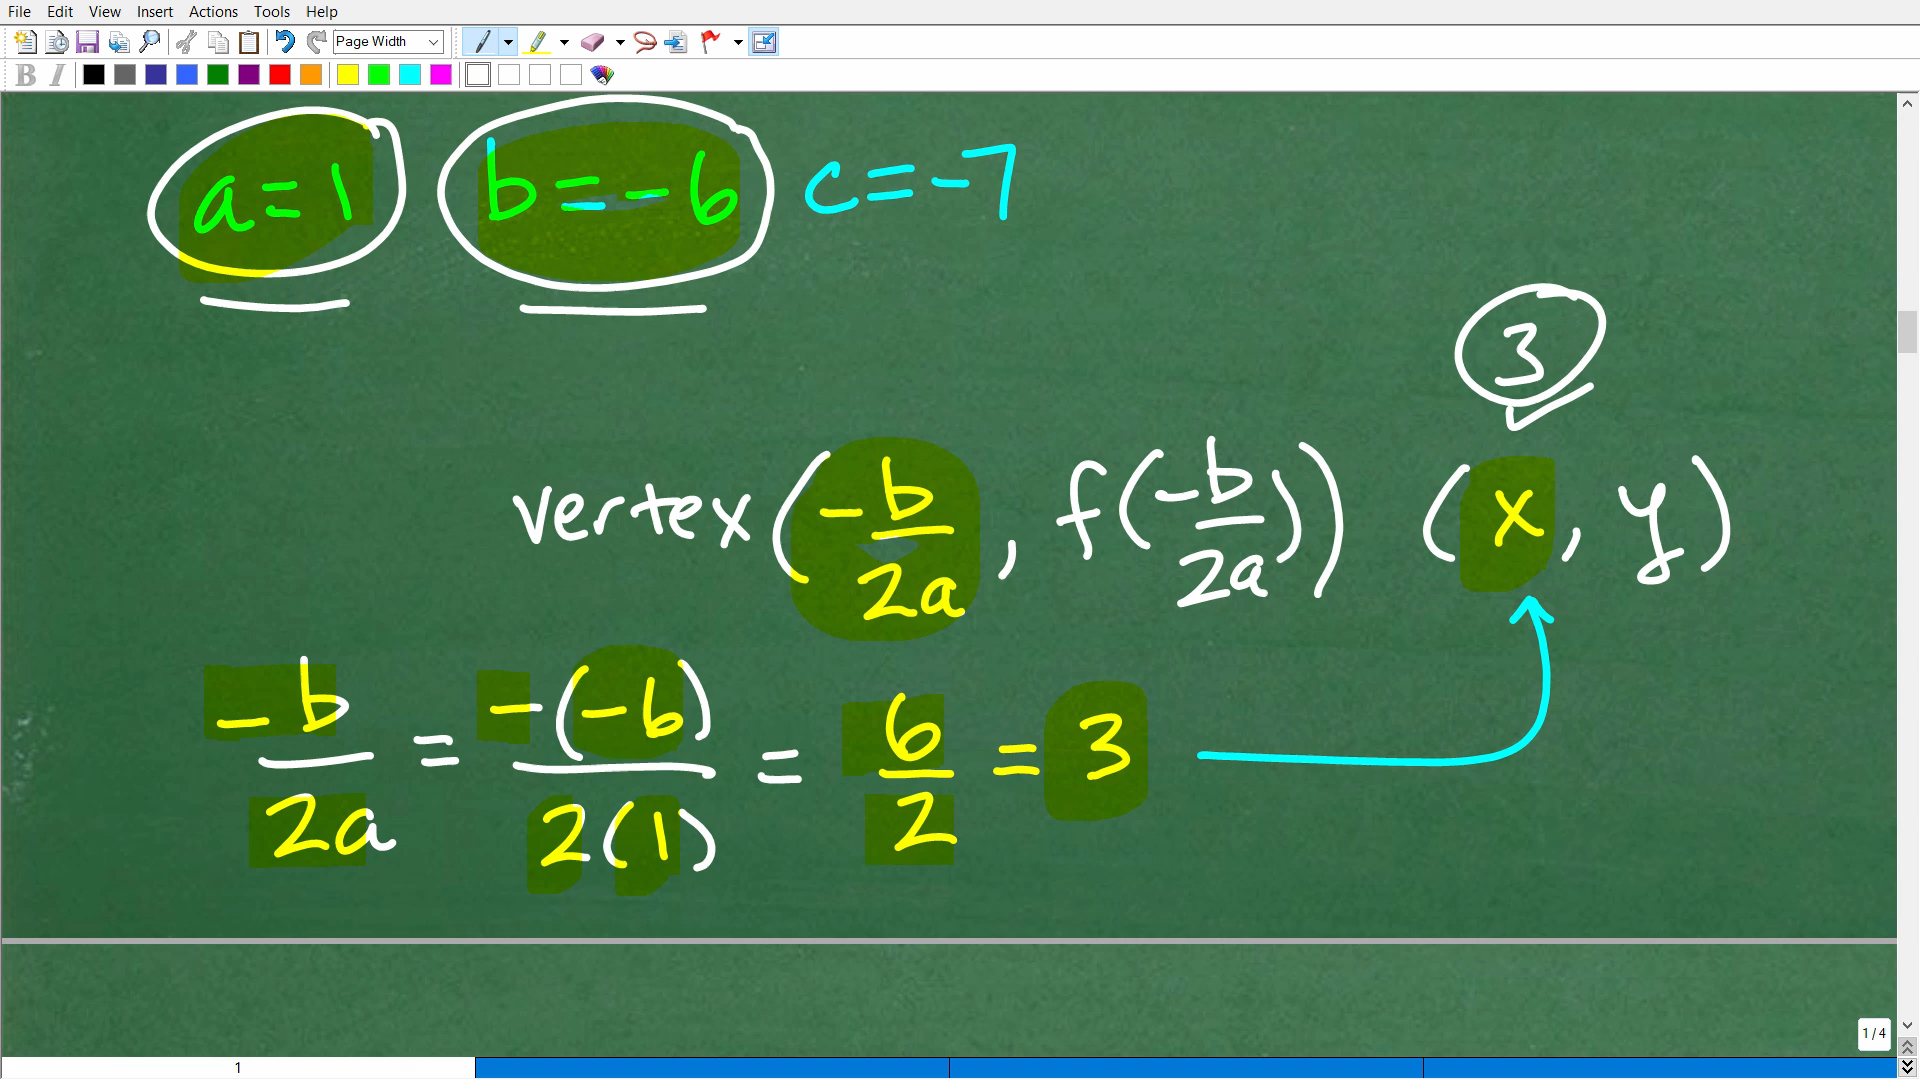 File Edit View Insert Actions Tools Help
Page Width
B I
a = 1 b = -6 c = -7
3
vertex (-b/2a, f(-b/2a)) (x, y)
-b/2a = -(-6)/2(1) = 6/2 = 3
1 / 4
1